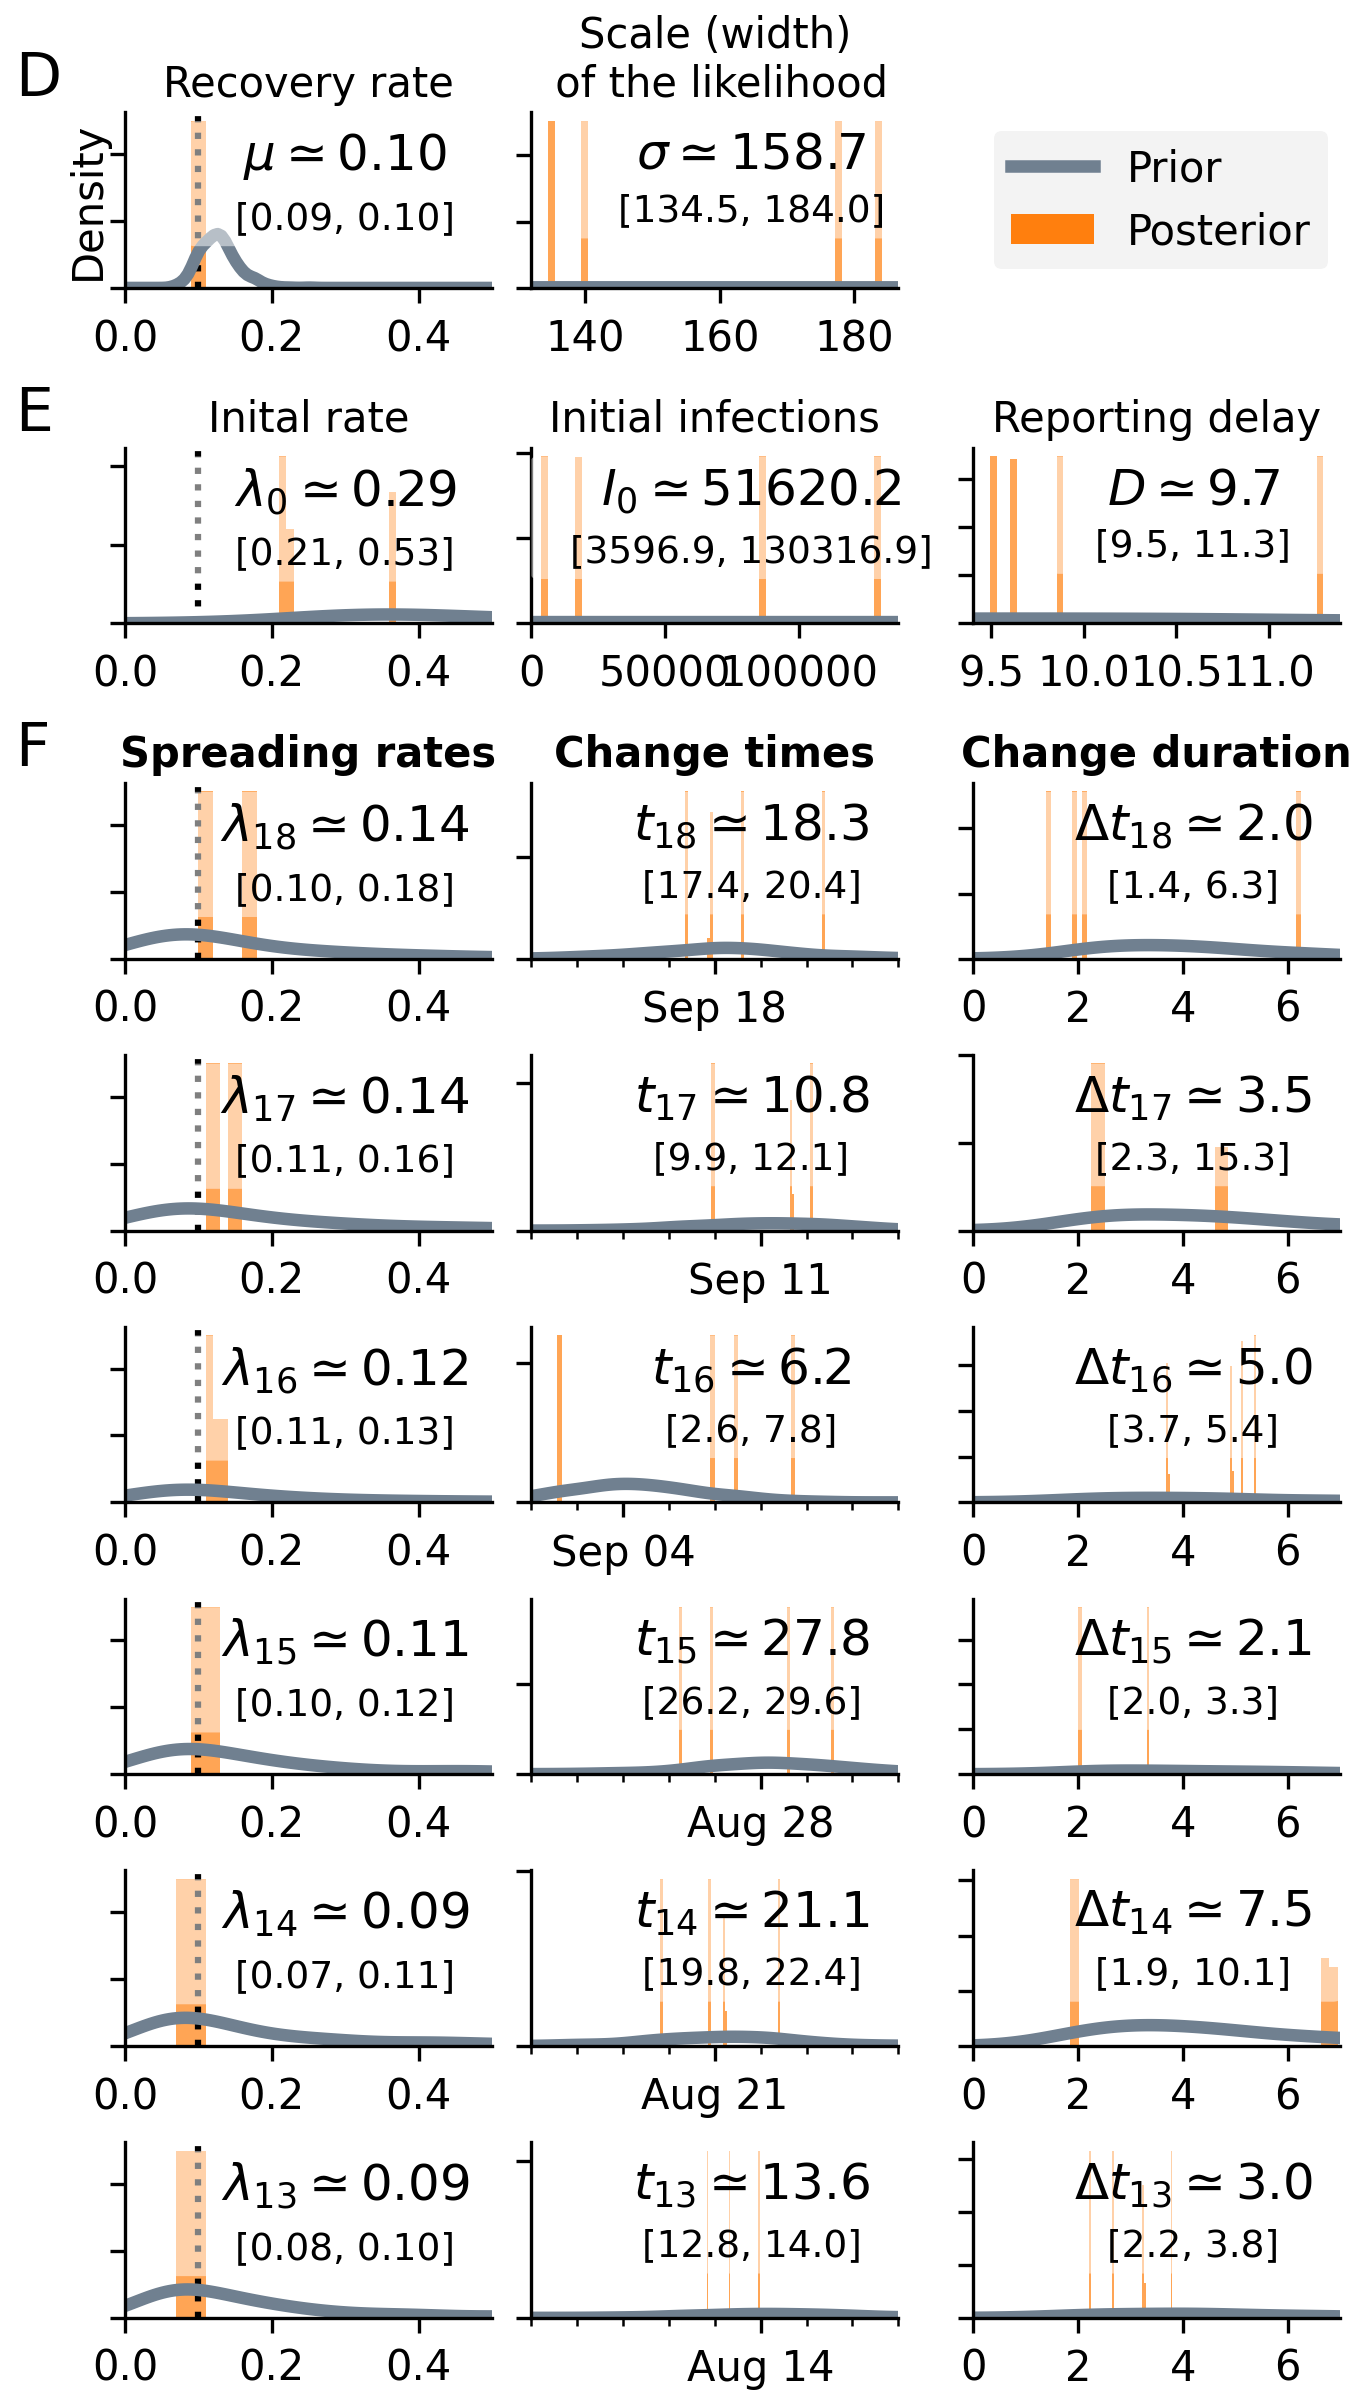 D
Recovery rate
Scale (width)
of the likelihood
Density
μ ≃ 0.10
[0.09, 0.10]
0.0 0.2 0.4
σ ≃ 158.7
[134.5, 184.0]
140 160 180
Prior
Posterior
E
Inital rate
λ0 ≃ 0.29
[0.21, 0.53]
0.0 0.2 0.4
Initial infections
I0 ≃ 51620.2
[3596.9, 130316.9]
0 50000 100000
Reporting delay
D ≃ 9.7
[9.5, 11.3]
9.5 10.0 10.5 11.0
F
Spreading rates
Change times
Change duration
λ18 ≃ 0.14
[0.10, 0.18]
0.0 0.2 0.4
t18 ≃ 18.3
[17.4, 20.4]
Sep 18
Δt18 ≃ 2.0
[1.4, 6.3]
0 2 4 6
λ17 ≃ 0.14
[0.11, 0.16]
0.0 0.2 0.4
t17 ≃ 10.8
[9.9, 12.1]
Sep 11
Δt17 ≃ 3.5
[2.3, 15.3]
0 2 4 6
λ16 ≃ 0.12
[0.11, 0.13]
0.0 0.2 0.4
t16 ≃ 6.2
[2.6, 7.8]
Sep 04
Δt16 ≃ 5.0
[3.7, 5.4]
0 2 4 6
λ15 ≃ 0.11
[0.10, 0.12]
0.0 0.2 0.4
t15 ≃ 27.8
[26.2, 29.6]
Aug 28
Δt15 ≃ 2.1
[2.0, 3.3]
0 2 4 6
λ14 ≃ 0.09
[0.07, 0.11]
0.0 0.2 0.4
t14 ≃ 21.1
[19.8, 22.4]
Aug 21
Δt14 ≃ 7.5
[1.9, 10.1]
0 2 4 6
λ13 ≃ 0.09
[0.08, 0.10]
0.0 0.2 0.4
t13 ≃ 13.6
[12.8, 14.0]
Aug 14
Δt13 ≃ 3.0
[2.2, 3.8]
0 2 4 6